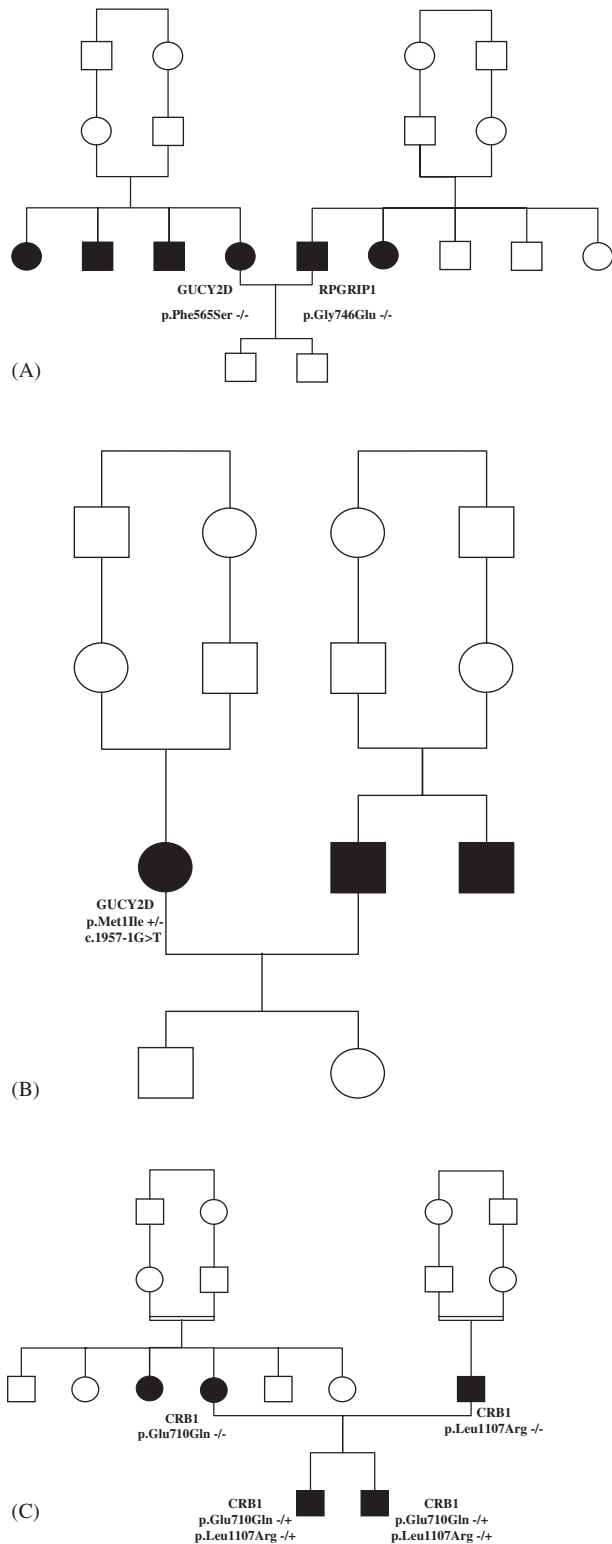 GUCY2D
p.Phe565Ser -/-
RPGRIP1
p.Gly746Glu -/-
(A)
GUCY2D
p.Met1Ile +/-
c.1957-1G>T
(B)
CRB1
p.Glu710Gln -/-
CRB1
p.Leu1107Arg -/-
CRB1
p.Glu710Gln -/+
p.Leu1107Arg -/+
CRB1
p.Glu710Gln -/+
p.Leu1107Arg -/+
(C)